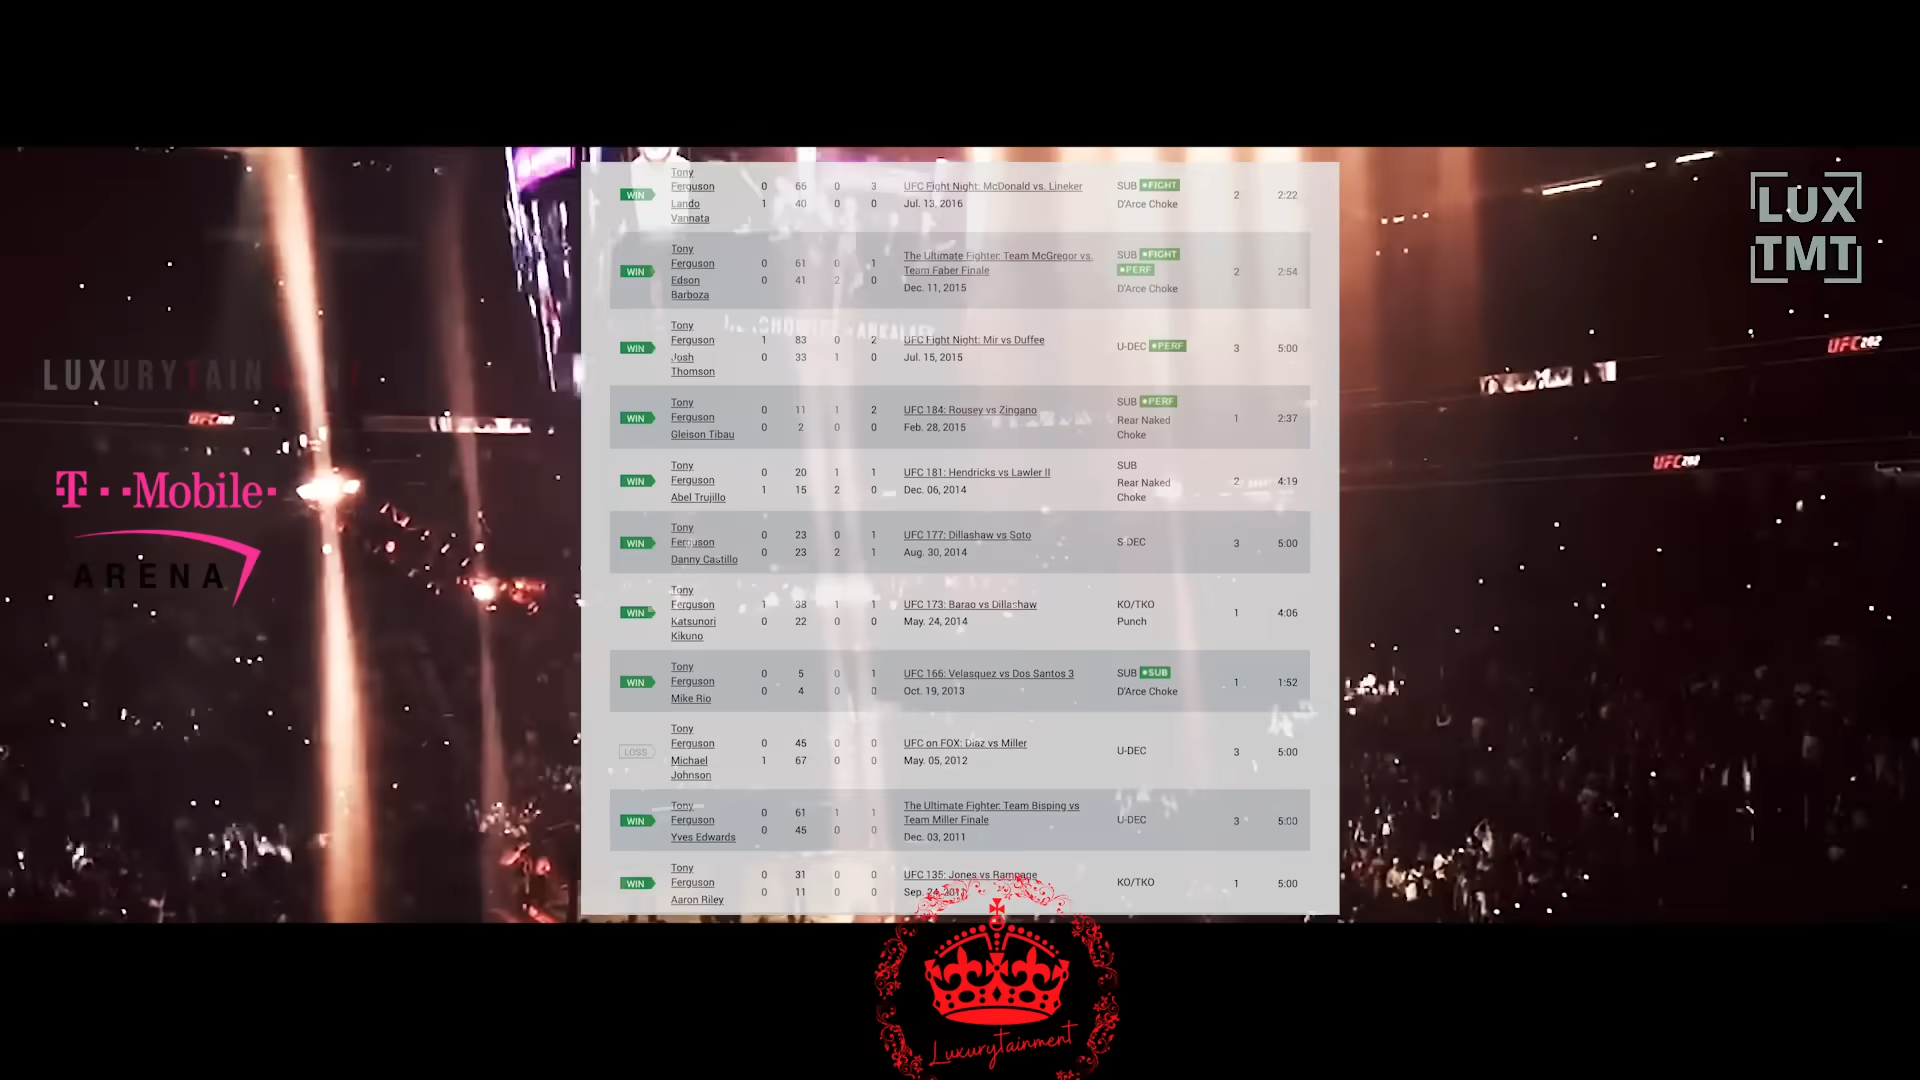 LUX
TMT
LUXURYTAINMENT
T··Mobile·
ARENA
UFC 202
UFC 202
WIN
Tony
Ferguson
Lando
Vannata
0 66 0 3
1 40 0 0
UFC Fight Night: McDonald vs. Lineker
Jul. 13, 2016
SUB FIGHT
D'Arce Choke
2
2:22
WIN
Tony
Ferguson
Edson
Barboza
0 61 0 1
0 41 2 0
The Ultimate Fighter: Team McGregor vs.
Team Faber Finale
Dec. 11, 2015
SUB FIGHT
PERF
D'Arce Choke
2
2:54
WIN
Tony
Ferguson
Josh
Thomson
1 83 0 2
0 33 1 0
UFC Fight Night: Mir vs Duffee
Jul. 15, 2015
U-DEC PERF
3
5:00
WIN
Tony
Ferguson
Gleison Tibau
0 11 1 2
0 2 0 0
UFC 184: Rousey vs Zingano
Feb. 28, 2015
SUB PERF
Rear Naked
Choke
1
2:37
WIN
Tony
Ferguson
Abel Trujillo
0 20 1 1
1 15 2 0
UFC 181: Hendricks vs Lawler II
Dec. 06, 2014
SUB
Rear Naked
Choke
2
4:19
WIN
Tony
Ferguson
Danny Castillo
0 23 0 1
0 23 2 1
UFC 177: Dillashaw vs Soto
Aug. 30, 2014
S-DEC
3
5:00
WIN
Tony
Ferguson
Katsunori
Kikuno
1 38 1 1
0 22 0 0
UFC 173: Barao vs Dillashaw
May. 24, 2014
KO/TKO
Punch
1
4:06
WIN
Tony
Ferguson
Mike Rio
0 5 0 1
0 4 0 0
UFC 166: Velasquez vs Dos Santos 3
Oct. 19, 2013
SUB SUB
D'Arce Choke
1
1:52
LOSS
Tony
Ferguson
Michael
Johnson
0 45 0 0
1 67 0 0
UFC on FOX: Diaz vs Miller
May. 05, 2012
U-DEC
3
5:00
WIN
Tony
Ferguson
Yves Edwards
0 61 1 1
0 45 0 0
The Ultimate Fighter: Team Bisping vs
Team Miller Finale
Dec. 03, 2011
U-DEC
3
5:00
WIN
Tony
Ferguson
Aaron Riley
0 31 0 0
0 11 0 0
UFC 135: Jones vs Rampage
Sep. 24, 2011
KO/TKO
1
5:00
Luxurytainment